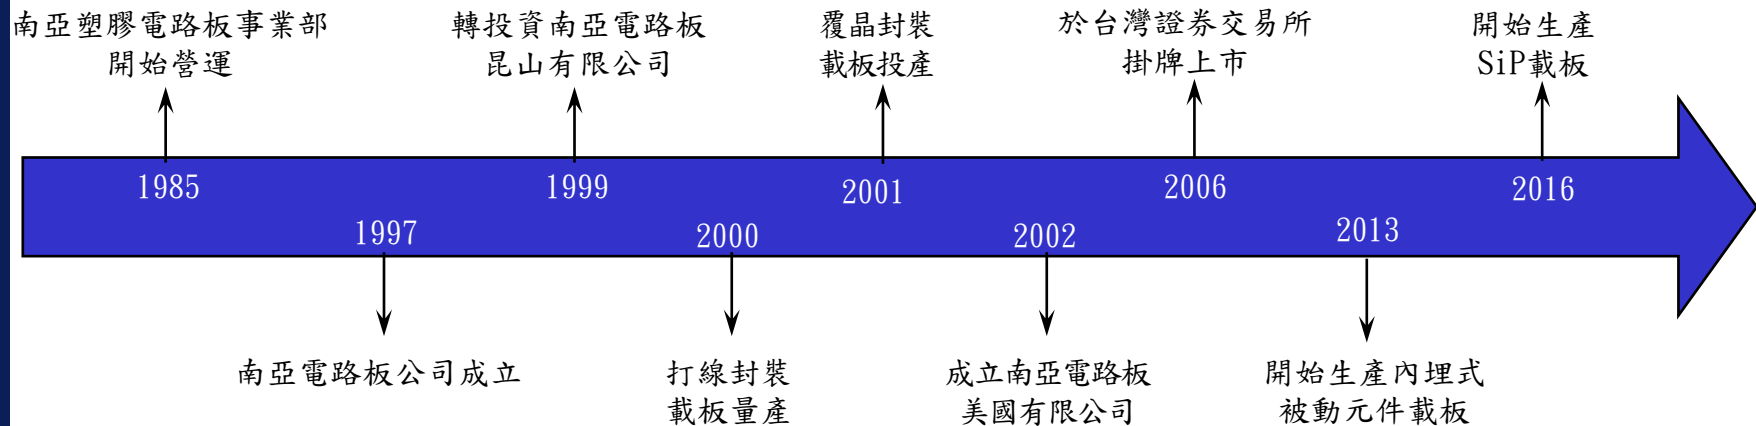 南亞塑膠電路板事業部
開始營運
轉投資南亞電路板
昆山有限公司
覆晶封裝
載板投產
於台灣證券交易所
掛牌上市
開始生產
SiP載板
1985
1999
2001
2006
2016
1997
2000
2002
2013
南亞電路板公司成立
打線封裝
載板量產
成立南亞電路板
美國有限公司
開始生產內埋式
被動元件載板